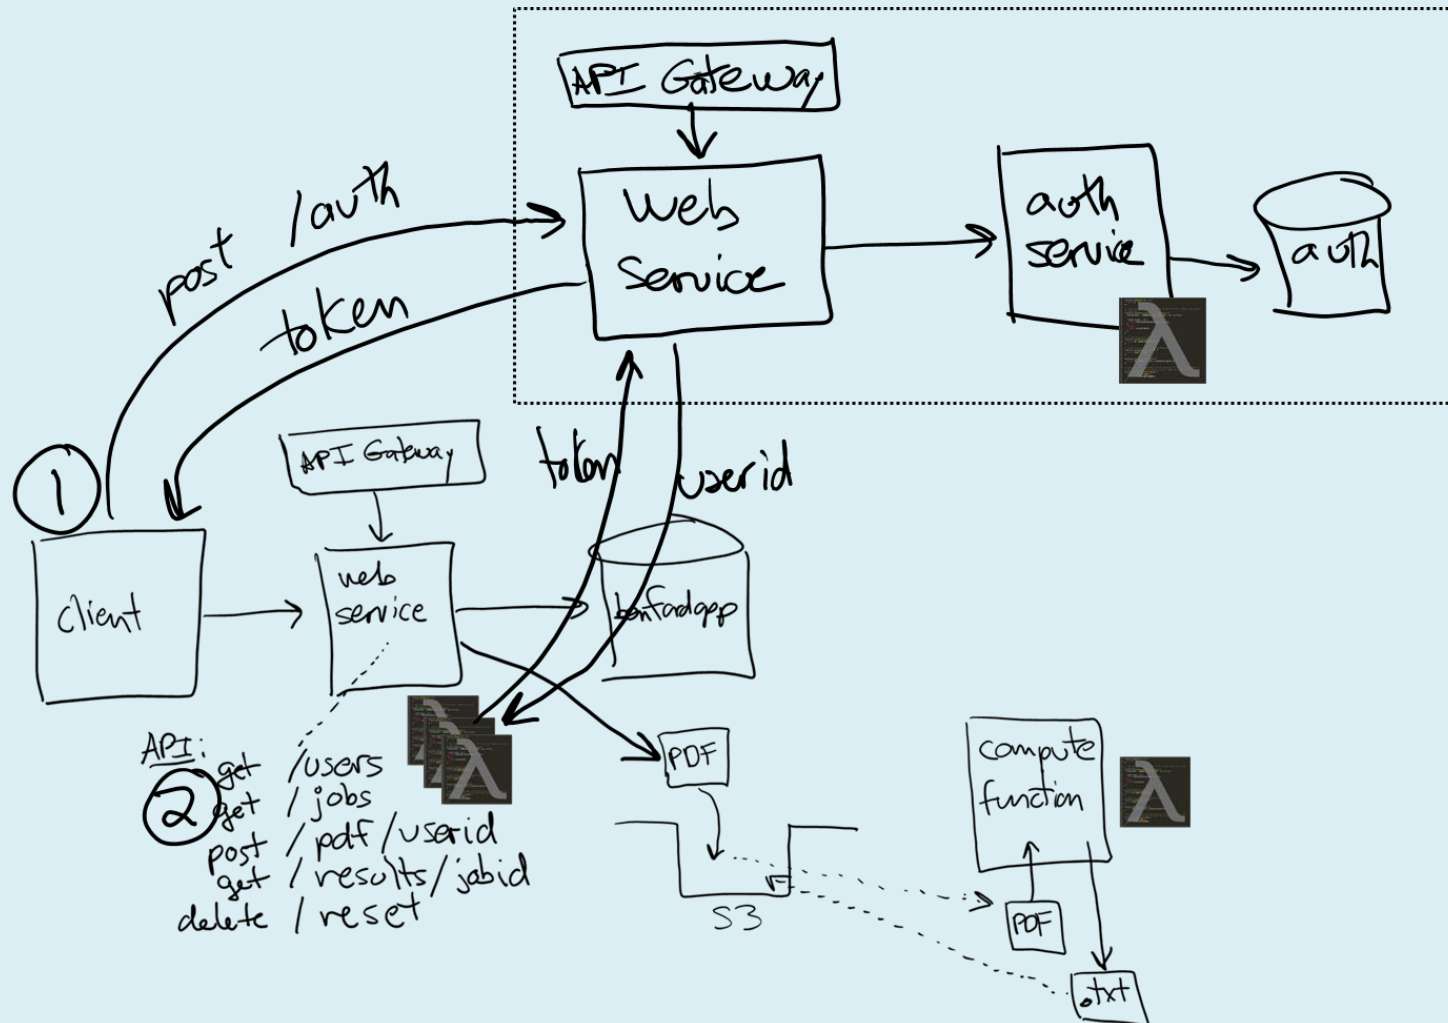 API Gateway
Web
Service
auth
service
auth
post /auth
token
token
userid
1
API Gateway
client
web
service
benfordapp
API:
2
get /users
get /jobs
post /pdf/userid
get /results/jobid
delete /reset
PDF
S3
compute
function
PDF
.txt
λ
λ
λ